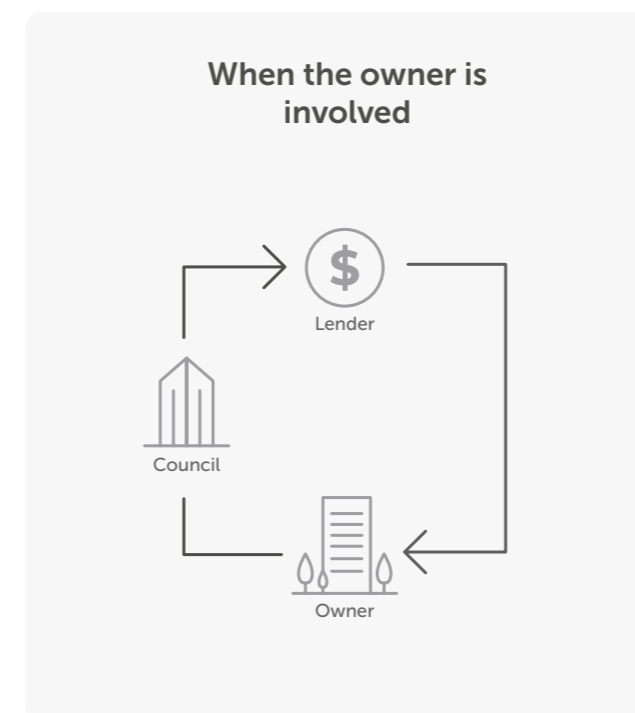 When the owner is
involved
$
Lender
Council
Owner